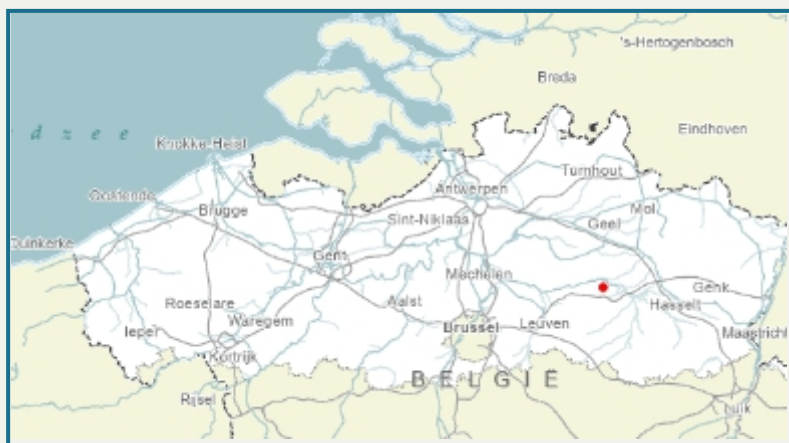 's-Hertogenbosch
Breda
d z e e
Eindhoven
Knokke-Heist
Turnhout
Antwerpen
Oostende
Mol
Brugge
Sint-Niklaas
Geel
Duinkerke
Gent
Mechelen
Genk
Roeselare
Aalst
Hasselt
Waregem
Ieper
Brussel
Leuven
Maastricht
Kortrijk
BELGIË
Rijsel
Luik